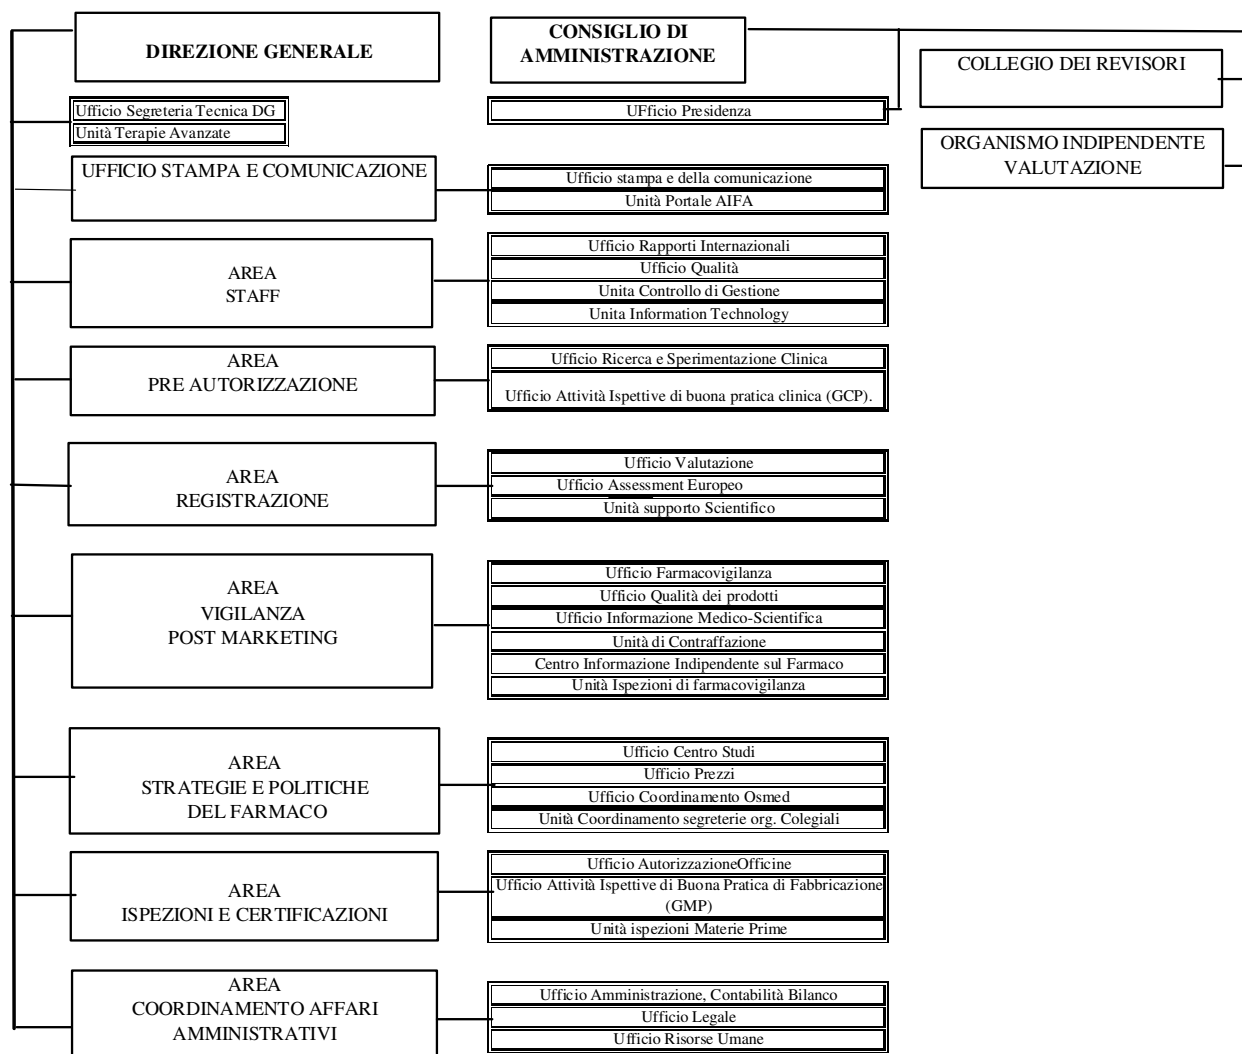 DIREZIONE GENERALE
CONSIGLIO DI
AMMINISTRAZIONE
COLLEGIO DEI REVISORI
Ufficio Segreteria Tecnica DG
Unità Terapie Avanzate
UFficio Presidenza
ORGANISMO INDIPENDENTE
VALUTAZIONE
UFFICIO STAMPA E COMUNICAZIONE
Ufficio stampa e della comunicazione
Unità Portale AIFA
AREA
STAFF
Ufficio Rapporti Internazionali
Ufficio Qualità
Unita Controllo di Gestione
Unita Information Technology
AREA
PRE AUTORIZZAZIONE
Ufficio Ricerca e Sperimentazione Clinica
Ufficio Attività Ispettive di buona pratica clinica (GCP).
AREA
REGISTRAZIONE
Ufficio Valutazione
Ufficio Assessment Europeo
Unità supporto Scientifico
AREA
VIGILANZA
POST MARKETING
Ufficio Farmacovigilanza
Ufficio Qualità dei prodotti
Ufficio Informazione Medico-Scientifica
Unità di Contraffazione
Centro Informazione Indipendente sul Farmaco
Unità Ispezioni di farmacovigilanza
AREA
STRATEGIE E POLITICHE
DEL FARMACO
Ufficio Centro Studi
Ufficio Prezzi
Ufficio Coordinamento Osmed
Unità Coordinamento segreterie org. Colegiali
AREA
ISPEZIONI E CERTIFICAZIONI
Ufficio AutorizzazioneOfficine
Ufficio Attività Ispettive di Buona Pratica di Fabbricazione
(GMP)
Unità ispezioni Materie Prime
AREA
COORDINAMENTO AFFARI
AMMINISTRATIVI
Ufficio Amministrazione, Contabilità Bilanco
Ufficio Legale
Ufficio Risorse Umane